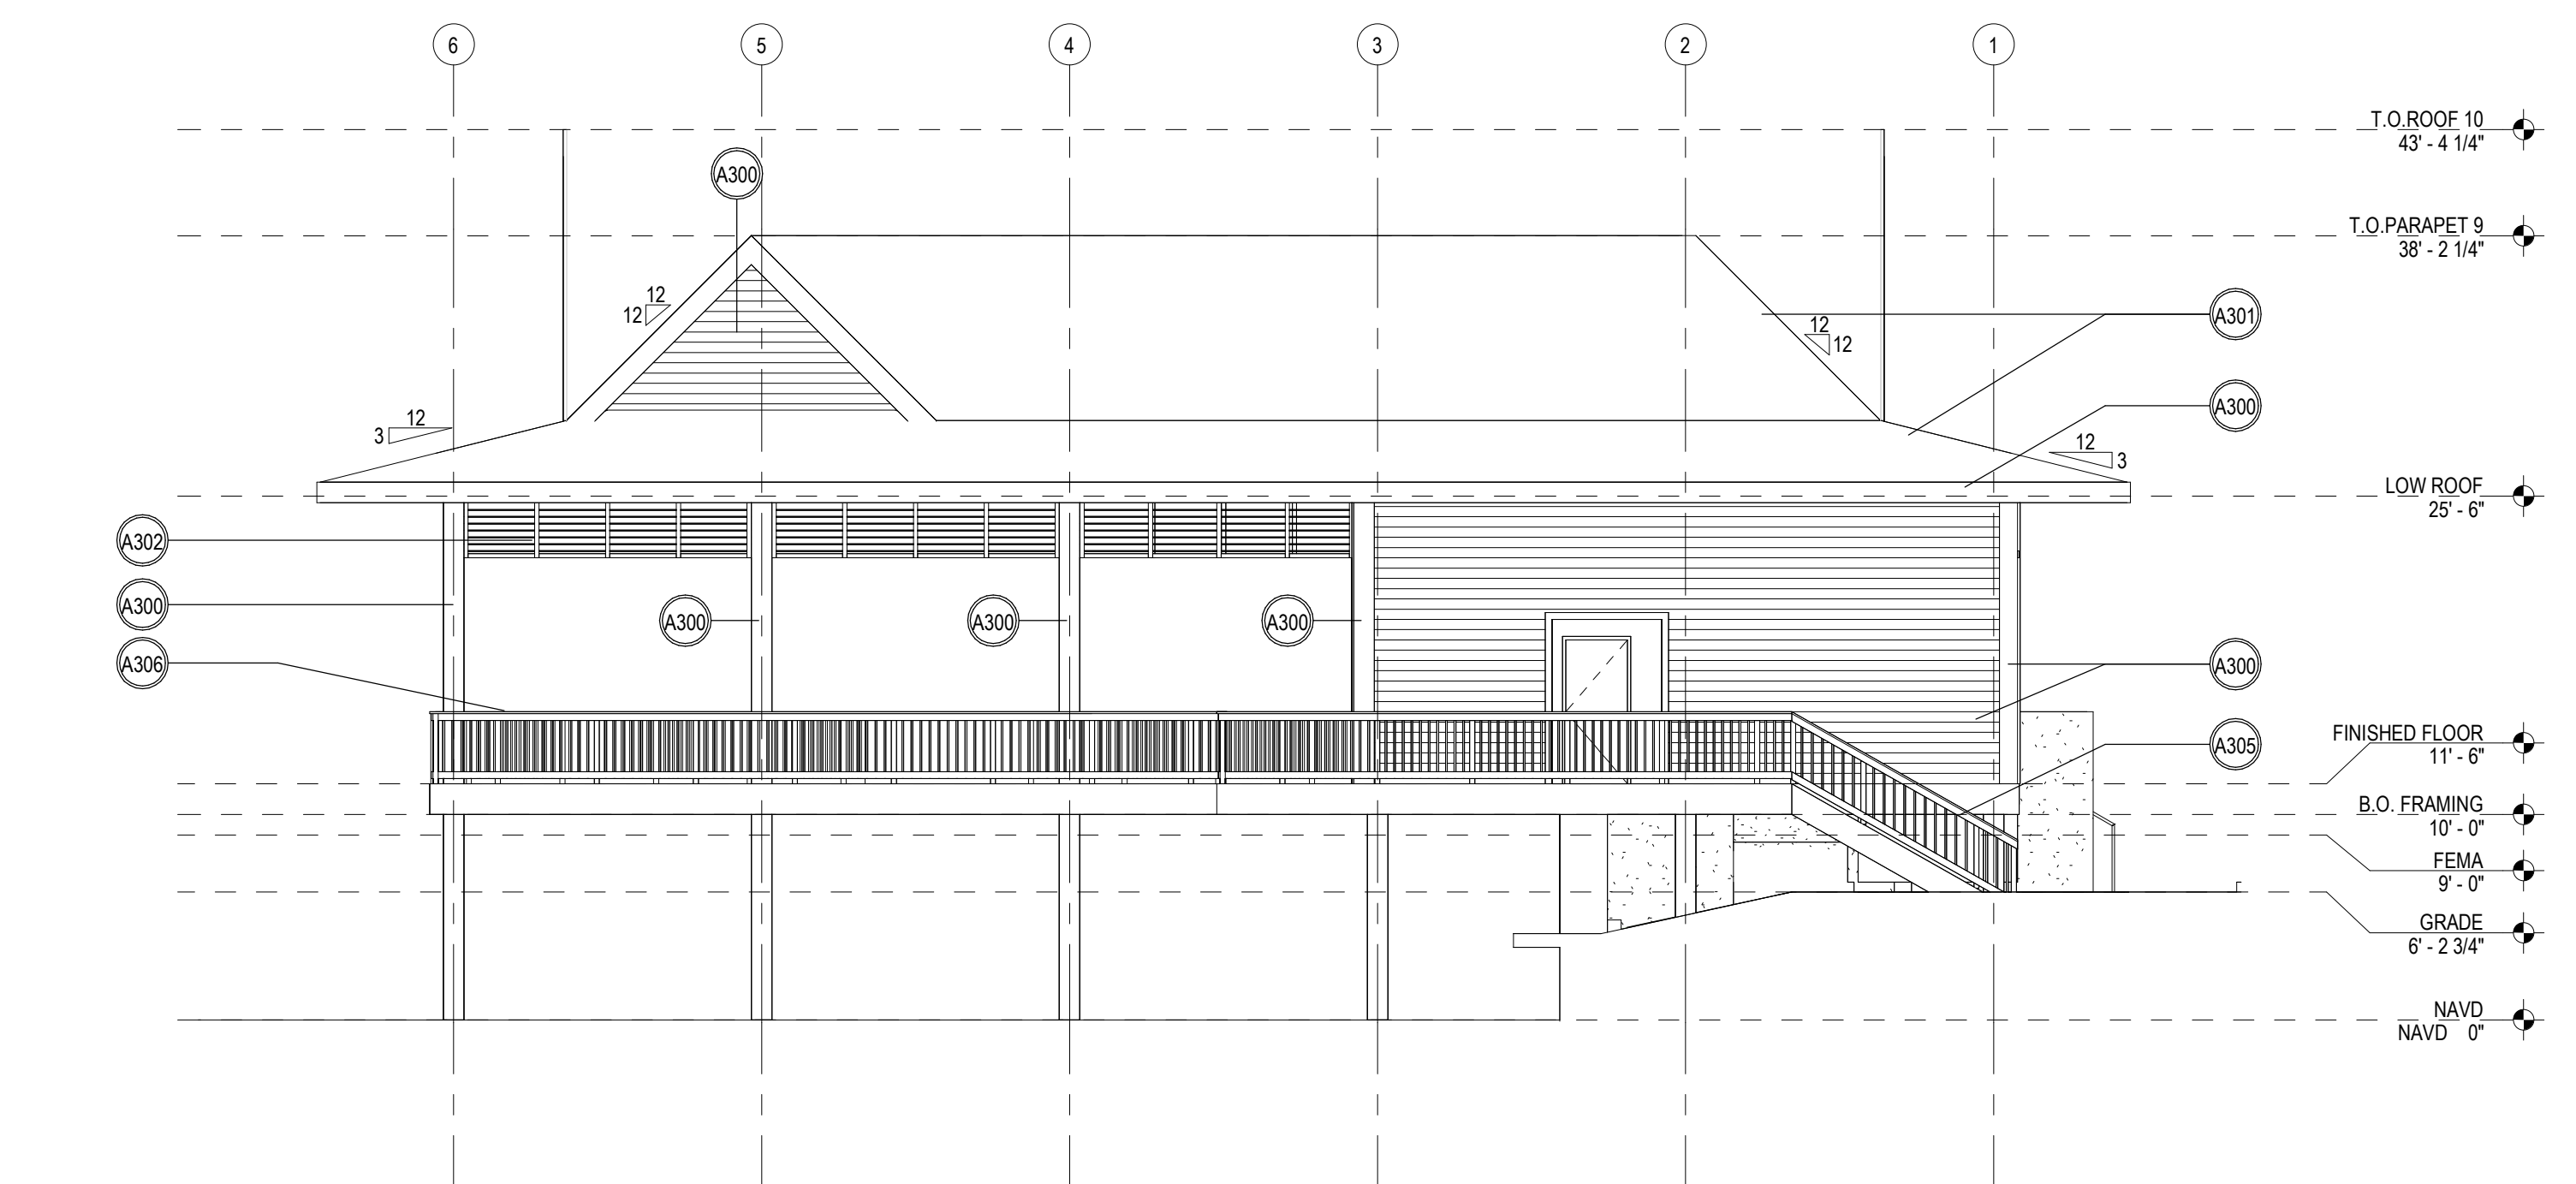 6 5 4 3 2 1
T.O.ROOF 10
43' - 4 1/4"
A300
T.O.PARAPET 9
38' - 2 1/4"
12
12
A301
12
12
A300
12
3
12
3
LOW ROOF
25' - 6"
A302
A300
A300
A300
A300
A306
A300
FINISHED FLOOR
11' - 6"
A305
B.O. FRAMING
10' - 0"
FEMA
9' - 0"
GRADE
6' - 2 3/4"
NAVD
NAVD 0"